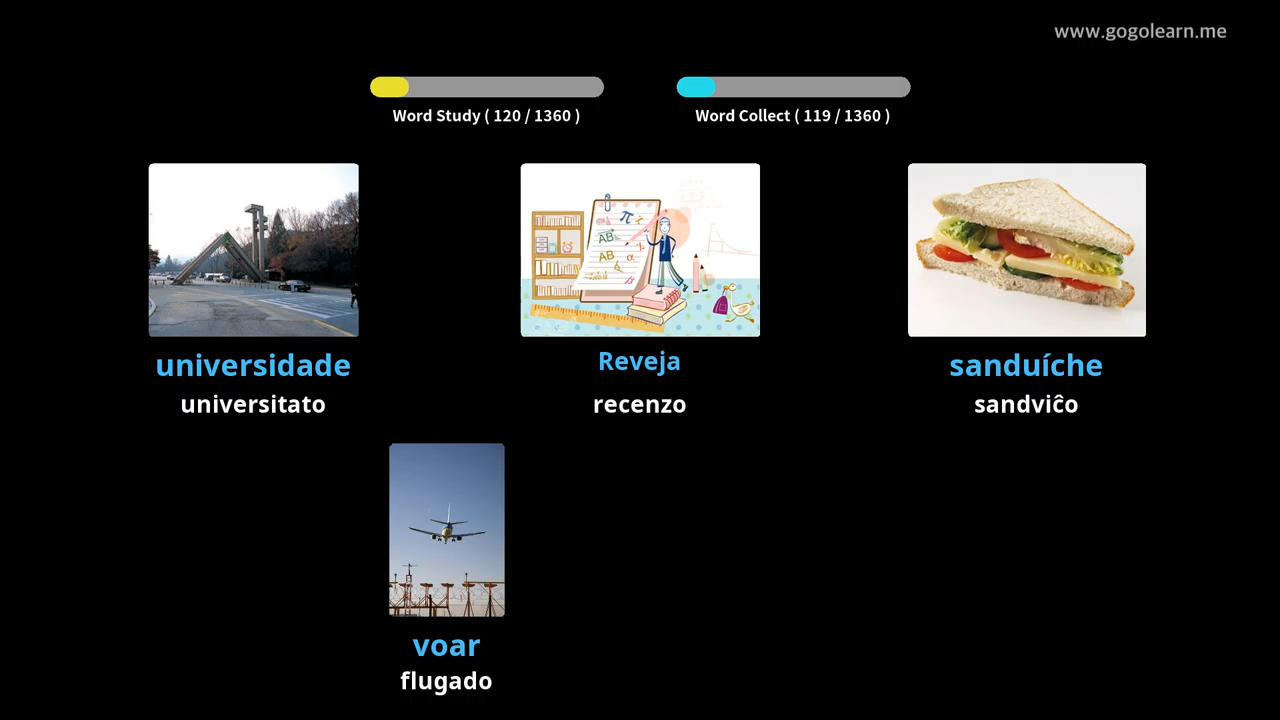 www.gogolearn.me
Word Study ( 120 / 1360 )
Word Collect ( 119 / 1360 )
universidade
universitato
Reveja
recenzo
sanduíche
sandviĉo
voar
flugado